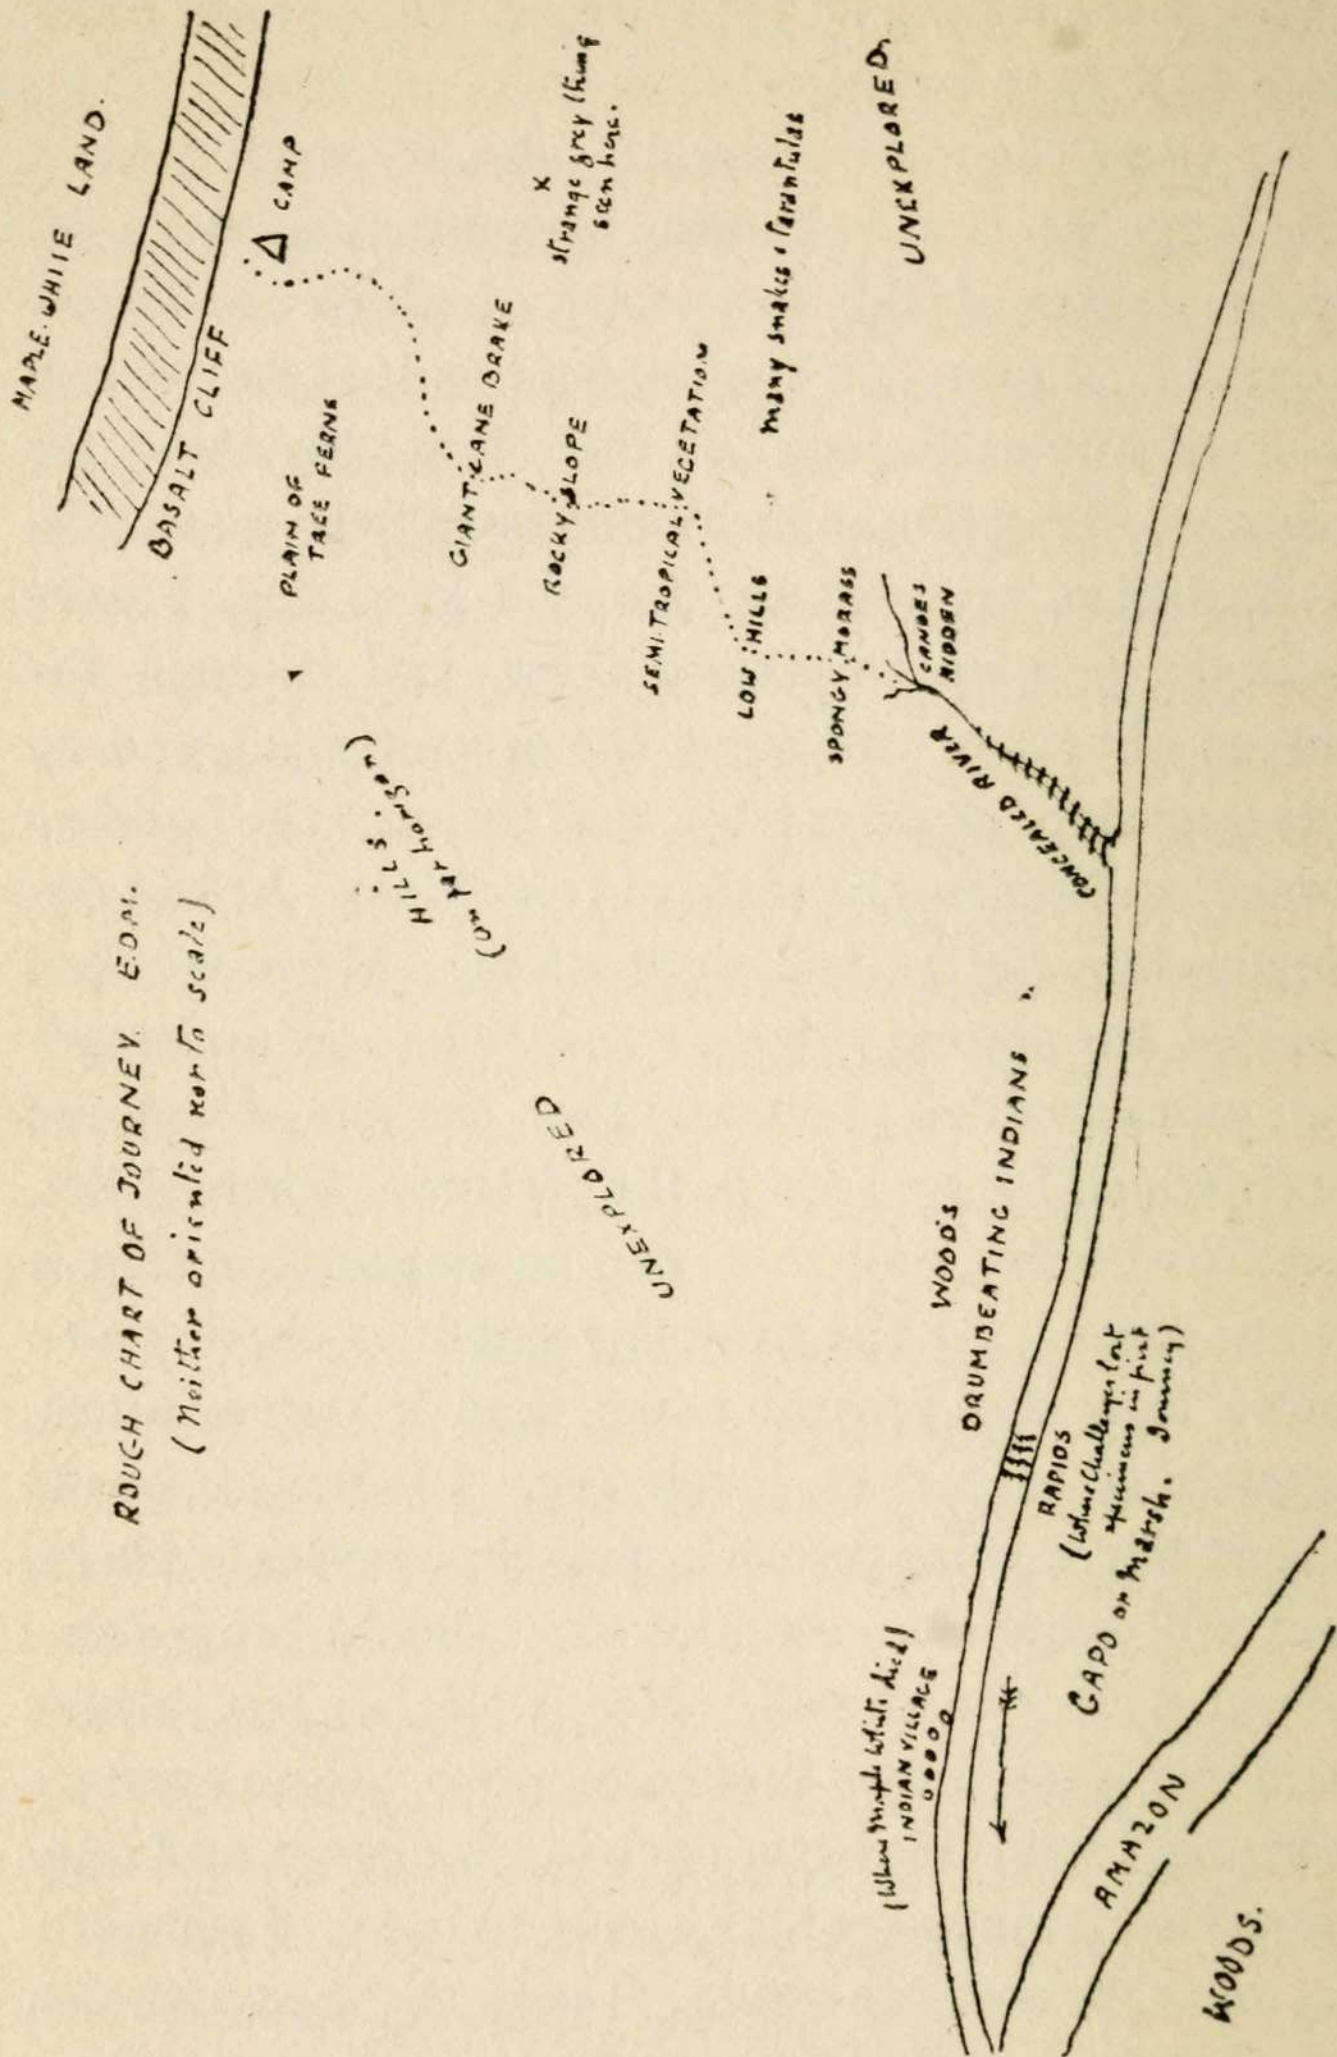 ROUGH CHART OF JOURNEY. E.D.M.
(Neither oriented nor to scale)
MAPLE-WHITE LAND.
BASALT CLIFF
CAMP
PLAIN OF
TREE FERNS
HILLS
(on far horizon)
GIANT CANE BRAKE
x
strange grey thing
seen here.
ROCKY SLOPE
UNEXPLORED
SEMI-TROPICAL VEGETATION
LOW HILLS
Many snakes & tarantulas
SPONGY MORASS
UNEXPLORED
CANOES
HIDDEN
CONCEALED RIVER
WOODS
DRUMBEATING INDIANS
(Where Maple White died)
INDIAN VILLAGE
RAPIDS
(Where Challenger lost
specimens in first
Journey)
GAPO or Marsh.
AMAZON
WOODS.